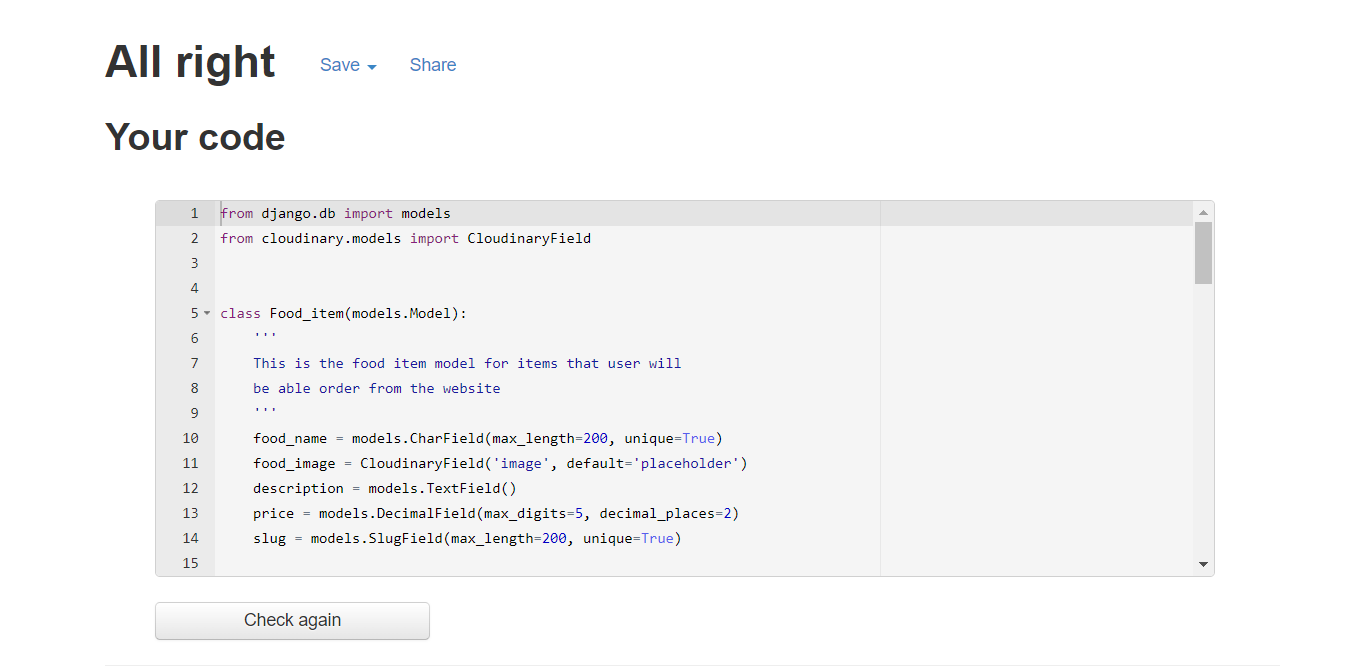 All right Save Share
Your code
1 from django.db import models
2 from cloudinary.models import CloudinaryField
3
4
5 class Food_item(models.Model):
6     '''
7     This is the food item model for items that user will
8     be able order from the website
9     '''
10     food_name = models.CharField(max_length=200, unique=True)
11     food_image = CloudinaryField('image', default='placeholder')
12     description = models.TextField()
13     price = models.DecimalField(max_digits=5, decimal_places=2)
14     slug = models.SlugField(max_length=200, unique=True)
15
Check again